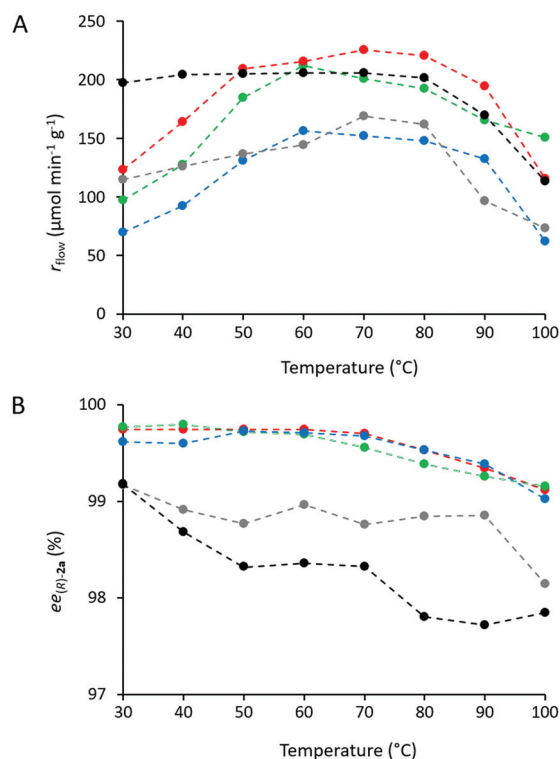 A
250
200
150
100
50
0
r_flow (µmol min⁻¹ g⁻¹)
30 40 50 60 70 80 90 100
Temperature (°C)
B
100
99
98
97
ee_(R)-2a (%)
30 40 50 60 70 80 90 100
Temperature (°C)